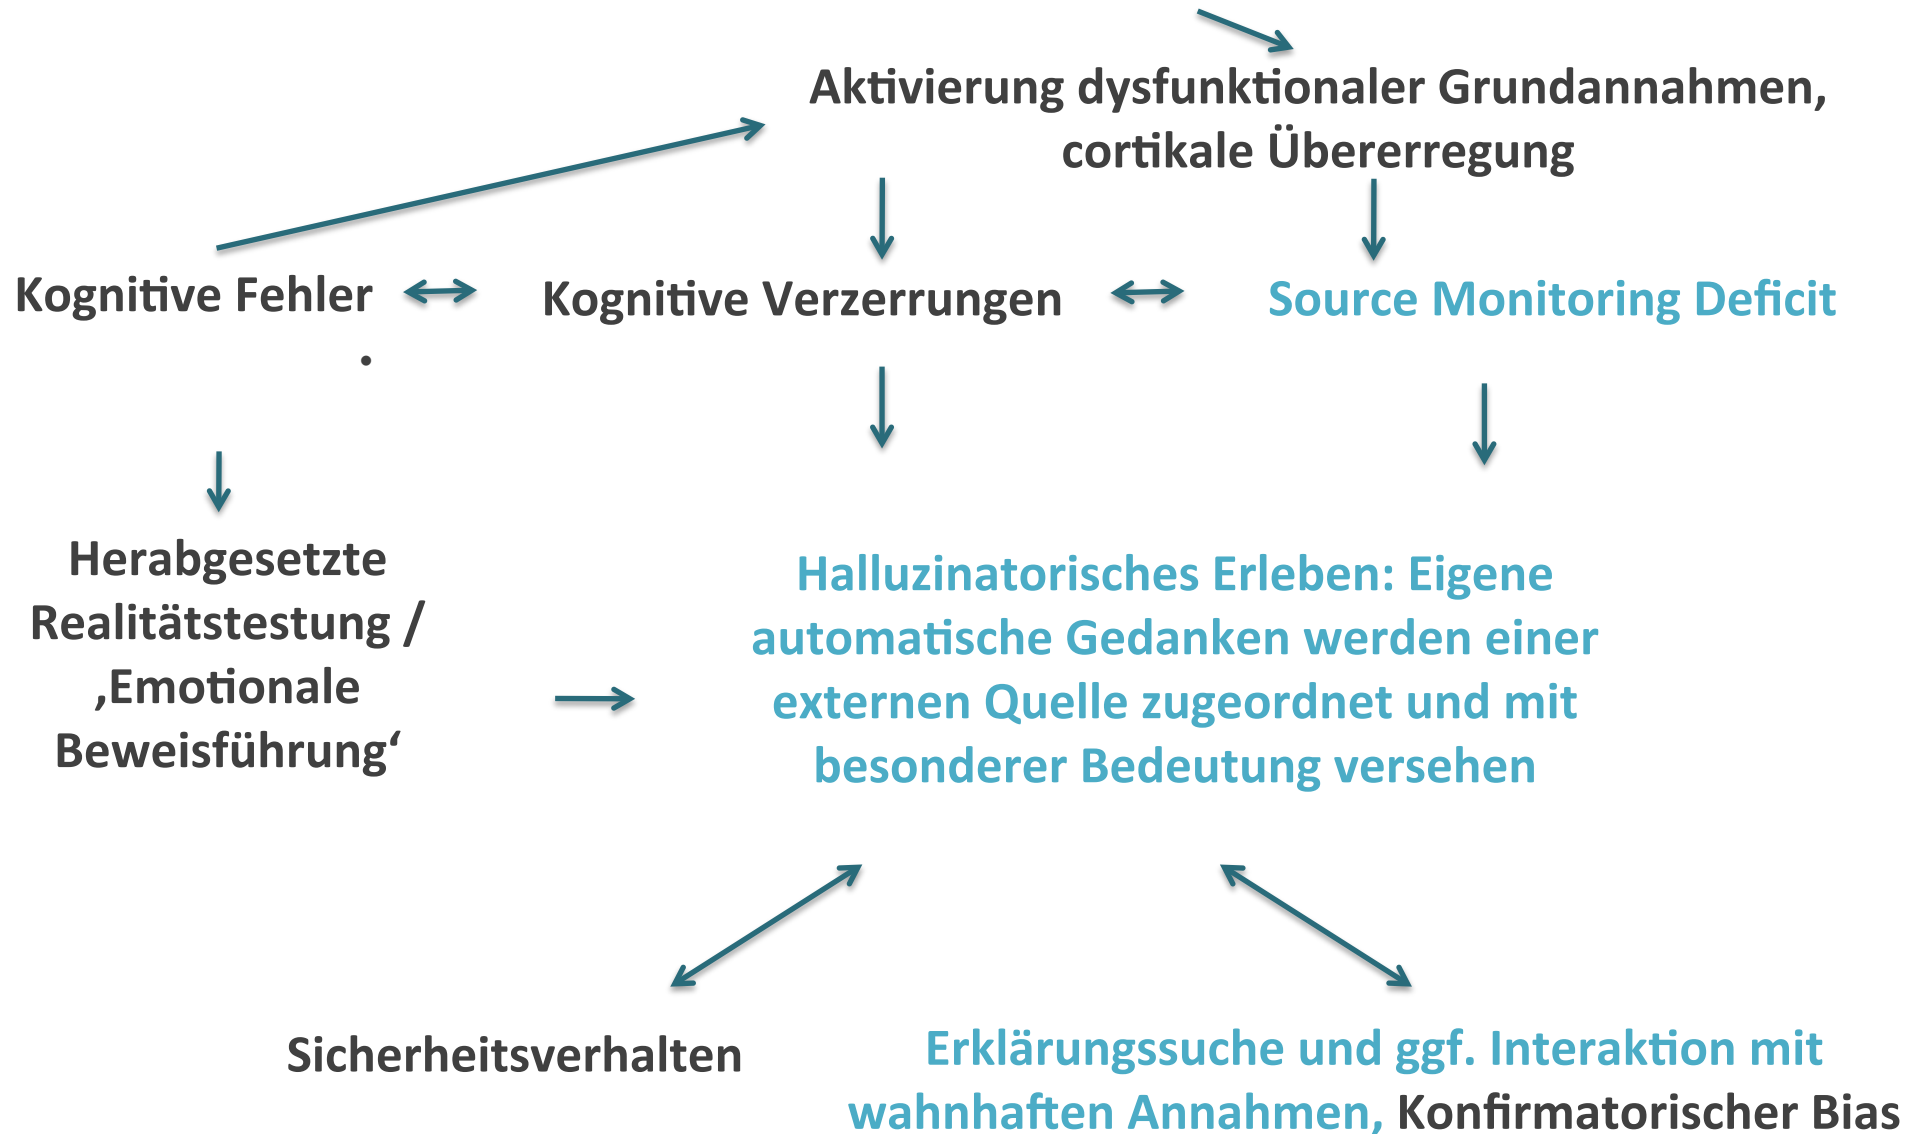 Aktivierung dysfunktionaler Grundannahmen,
cortikale Übererregung
Kognitive Fehler
.
Kognitive Verzerrungen
Source Monitoring Deficit
Herabgesetzte
Realitätstestung /
‚Emotionale
Beweisführung‘
Halluzinatorisches Erleben: Eigene
automatische Gedanken werden einer
externen Quelle zugeordnet und mit
besonderer Bedeutung versehen
Sicherheitsverhalten
Erklärungssuche und ggf. Interaktion mit
wahnhaften Annahmen, Konfirmatorischer Bias